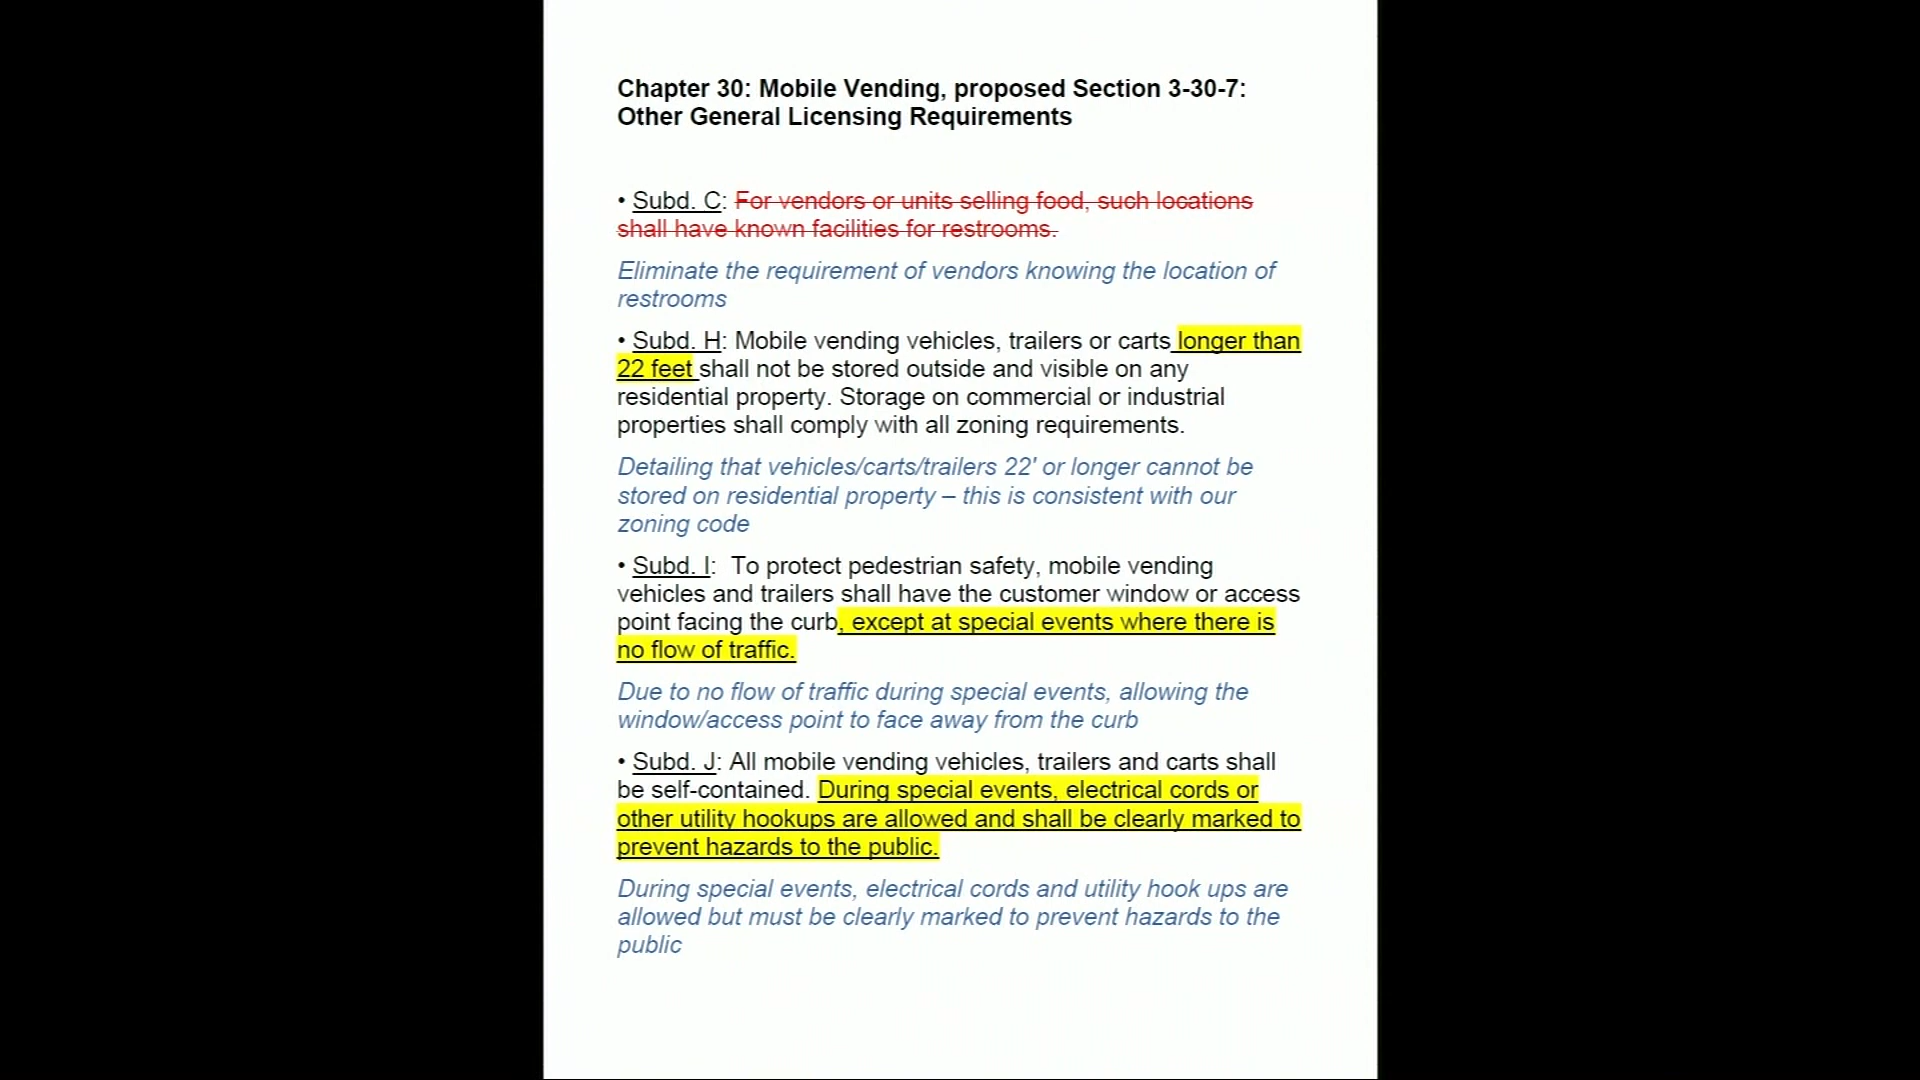 Chapter 30: Mobile Vending, proposed Section 3-30-7:
Other General Licensing Requirements
• Subd. C: For vendors or units selling food, such locations
shall have known facilities for restrooms.
Eliminate the requirement of vendors knowing the location of
restrooms
• Subd. H: Mobile vending vehicles, trailers or carts longer than
22 feet shall not be stored outside and visible on any
residential property. Storage on commercial or industrial
properties shall comply with all zoning requirements.
Detailing that vehicles/carts/trailers 22' or longer cannot be
stored on residential property – this is consistent with our
zoning code
• Subd. I: To protect pedestrian safety, mobile vending
vehicles and trailers shall have the customer window or access
point facing the curb, except at special events where there is
no flow of traffic.
Due to no flow of traffic during special events, allowing the
window/access point to face away from the curb
• Subd. J: All mobile vending vehicles, trailers and carts shall
be self-contained. During special events, electrical cords or
other utility hookups are allowed and shall be clearly marked to
prevent hazards to the public.
During special events, electrical cords and utility hook ups are
allowed but must be clearly marked to prevent hazards to the
public